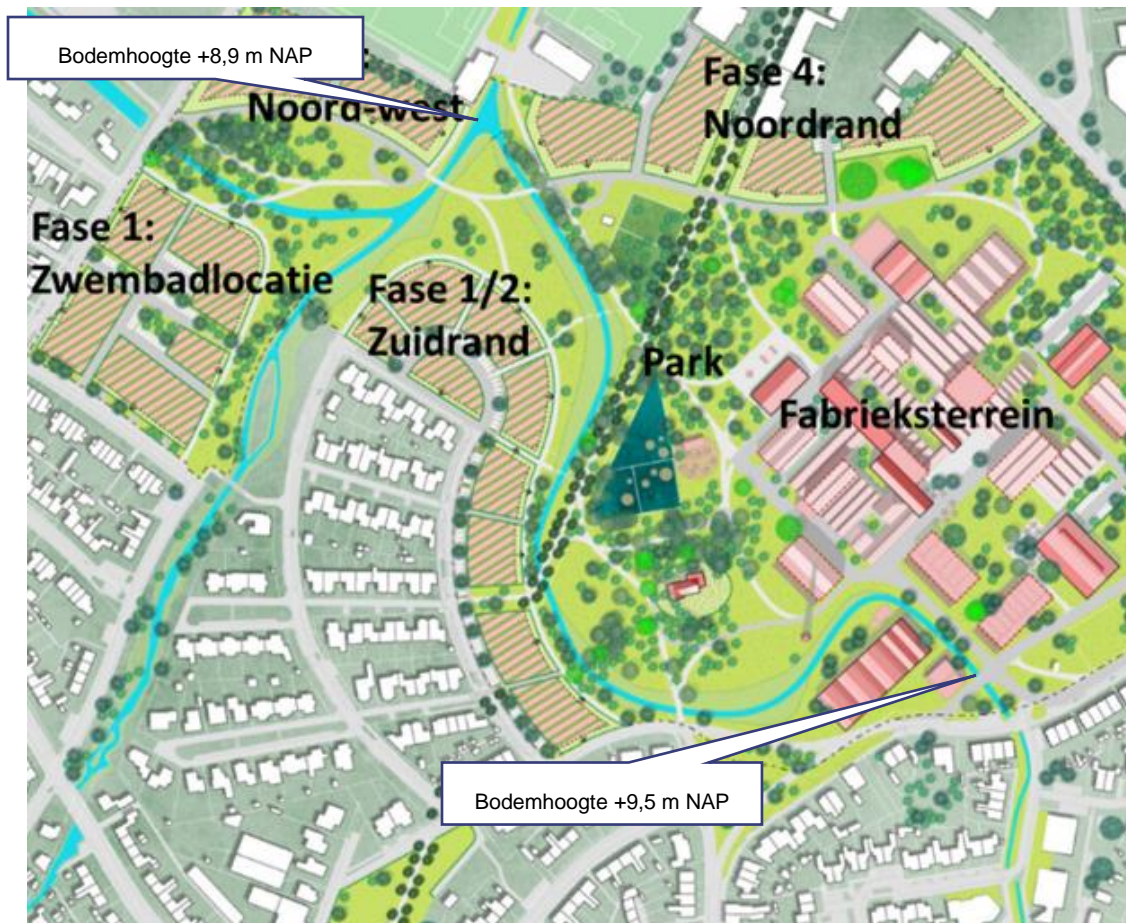 Bodemhoogte +8,9 m NAP
:
Noord-west
Fase 4:
Noordrand
Fase 1:
Zwembadlocatie
Fase 1/2:
Zuidrand
Park
Fabrieksterrein
Bodemhoogte +9,5 m NAP